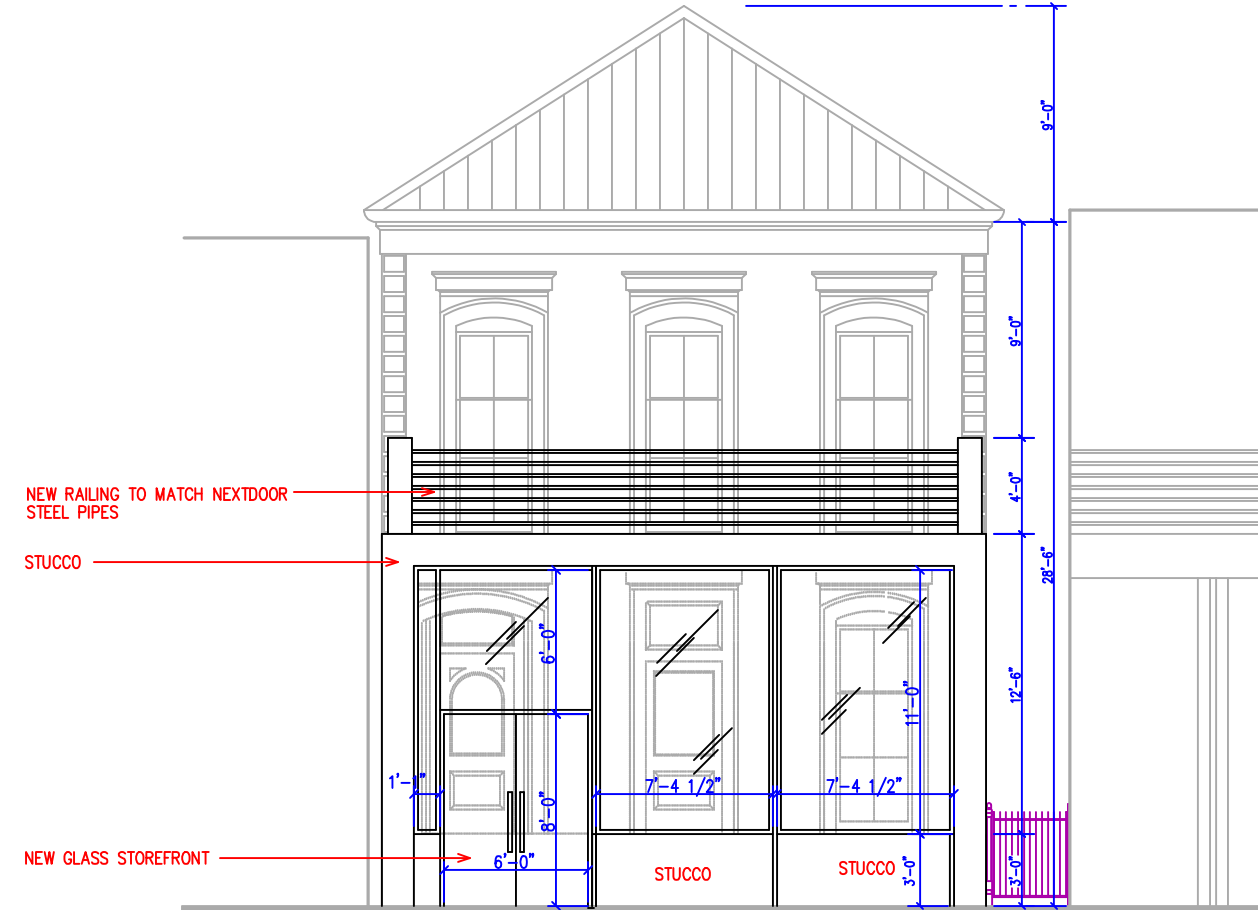 9'-0"
9'-0"
NEW RAILING TO MATCH NEXTDOOR
STEEL PIPES
4'-0"
STUCCO
28'-6"
6'-0"
12'-6"
11'-0"
1'-1"
7'-4 1/2"
7'-4 1/2"
8'-0"
NEW GLASS STOREFRONT
6'-0"
STUCCO
STUCCO
3'-0"
3'-0"